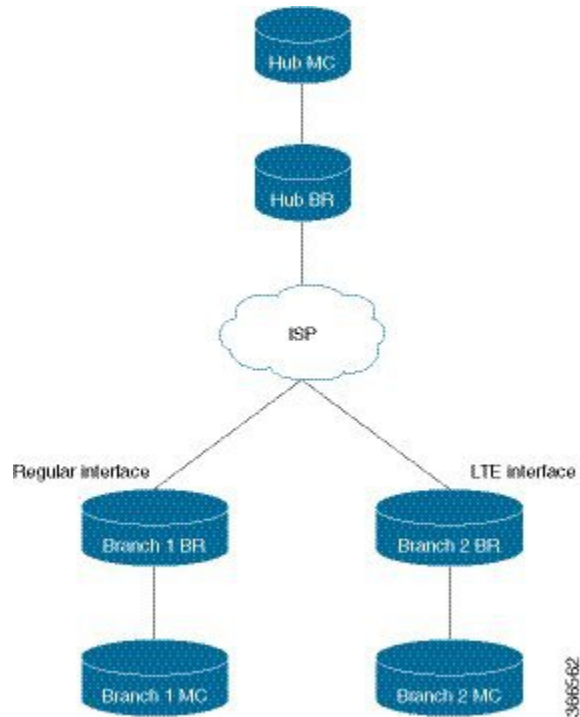 Hub MC
Hub BR
ISP
Regular interface
LTE interface
Branch 1 BR
Branch 2 BR
Branch 1 MC
Branch 2 MC
366562